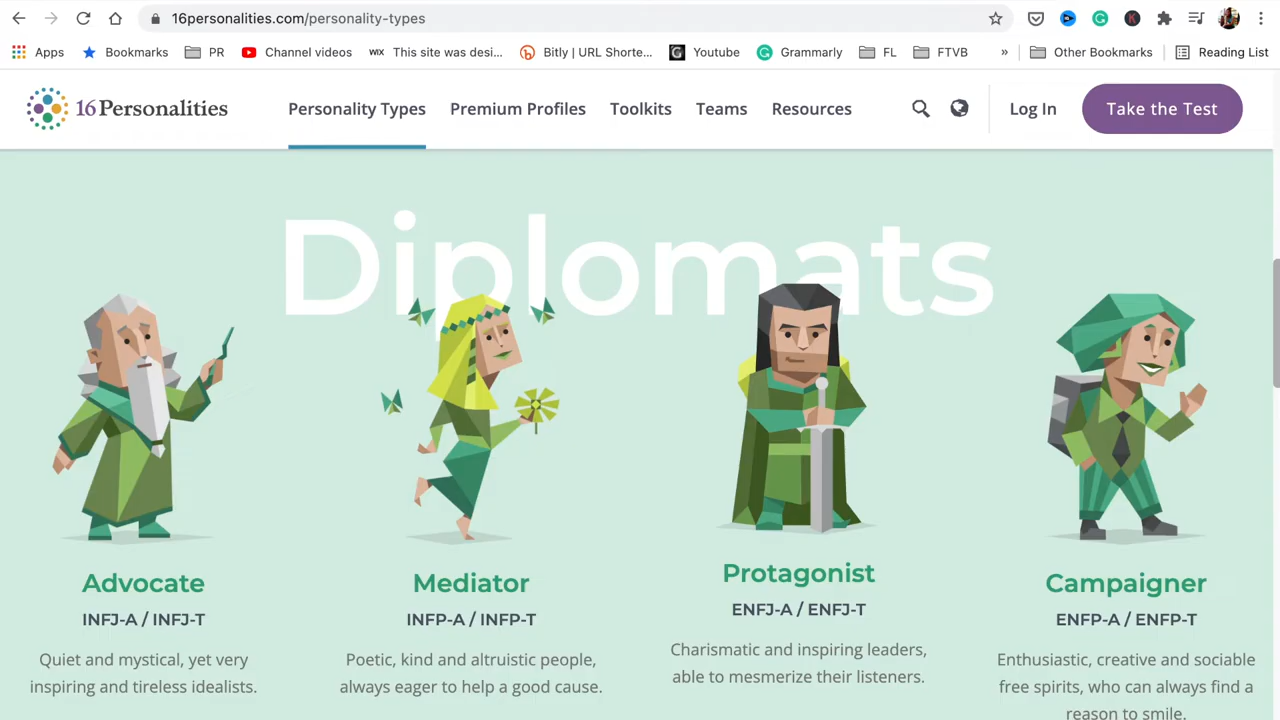 16personalities.com/personality-types
Apps Bookmarks PR Channel videos WIX This site was desi... Bitly | URL Shorte... Youtube Grammarly FL FTVB » Other Bookmarks Reading List
16Personalities Personality Types Premium Profiles Toolkits Teams Resources Log In Take the Test
Diplomats
Advocate
INFJ-A / INFJ-T
Quiet and mystical, yet very
inspiring and tireless idealists.
Mediator
INFP-A / INFP-T
Poetic, kind and altruistic people,
always eager to help a good cause.
Protagonist
ENFJ-A / ENFJ-T
Charismatic and inspiring leaders,
able to mesmerize their listeners.
Campaigner
ENFP-A / ENFP-T
Enthusiastic, creative and sociable
free spirits, who can always find a
reason to smile.